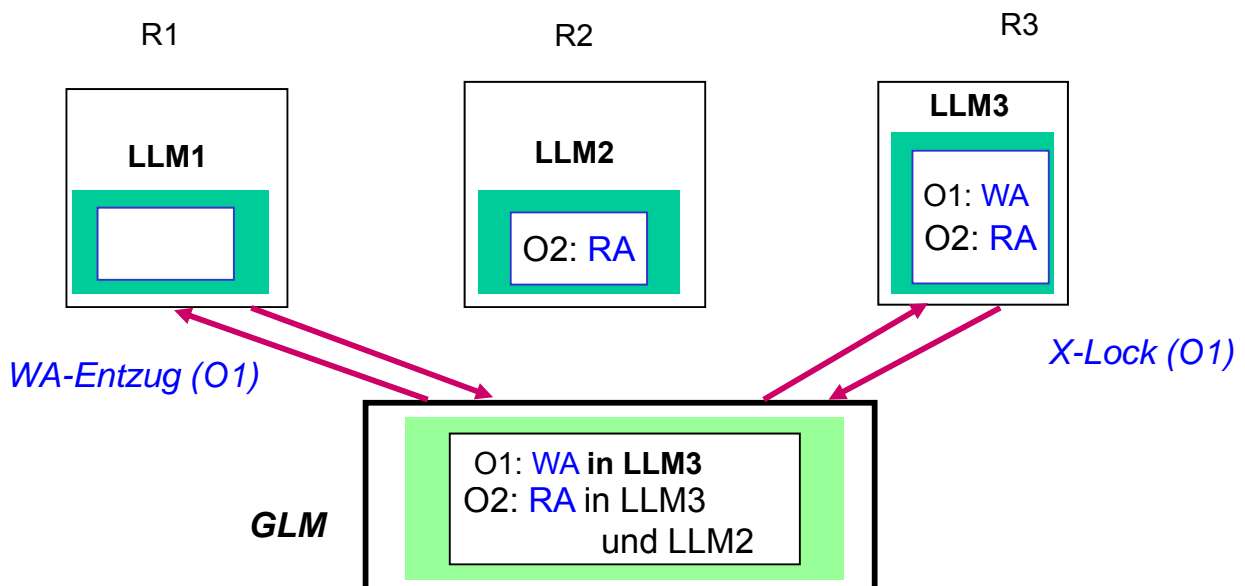 R1
R2
R3
LLM1
LLM2
O2: RA
LLM3
O1: WA
O2: RA
WA-Entzug (O1)
X-Lock (O1)
GLM
O1: WA in LLM3
O2: RA in LLM3
und LLM2